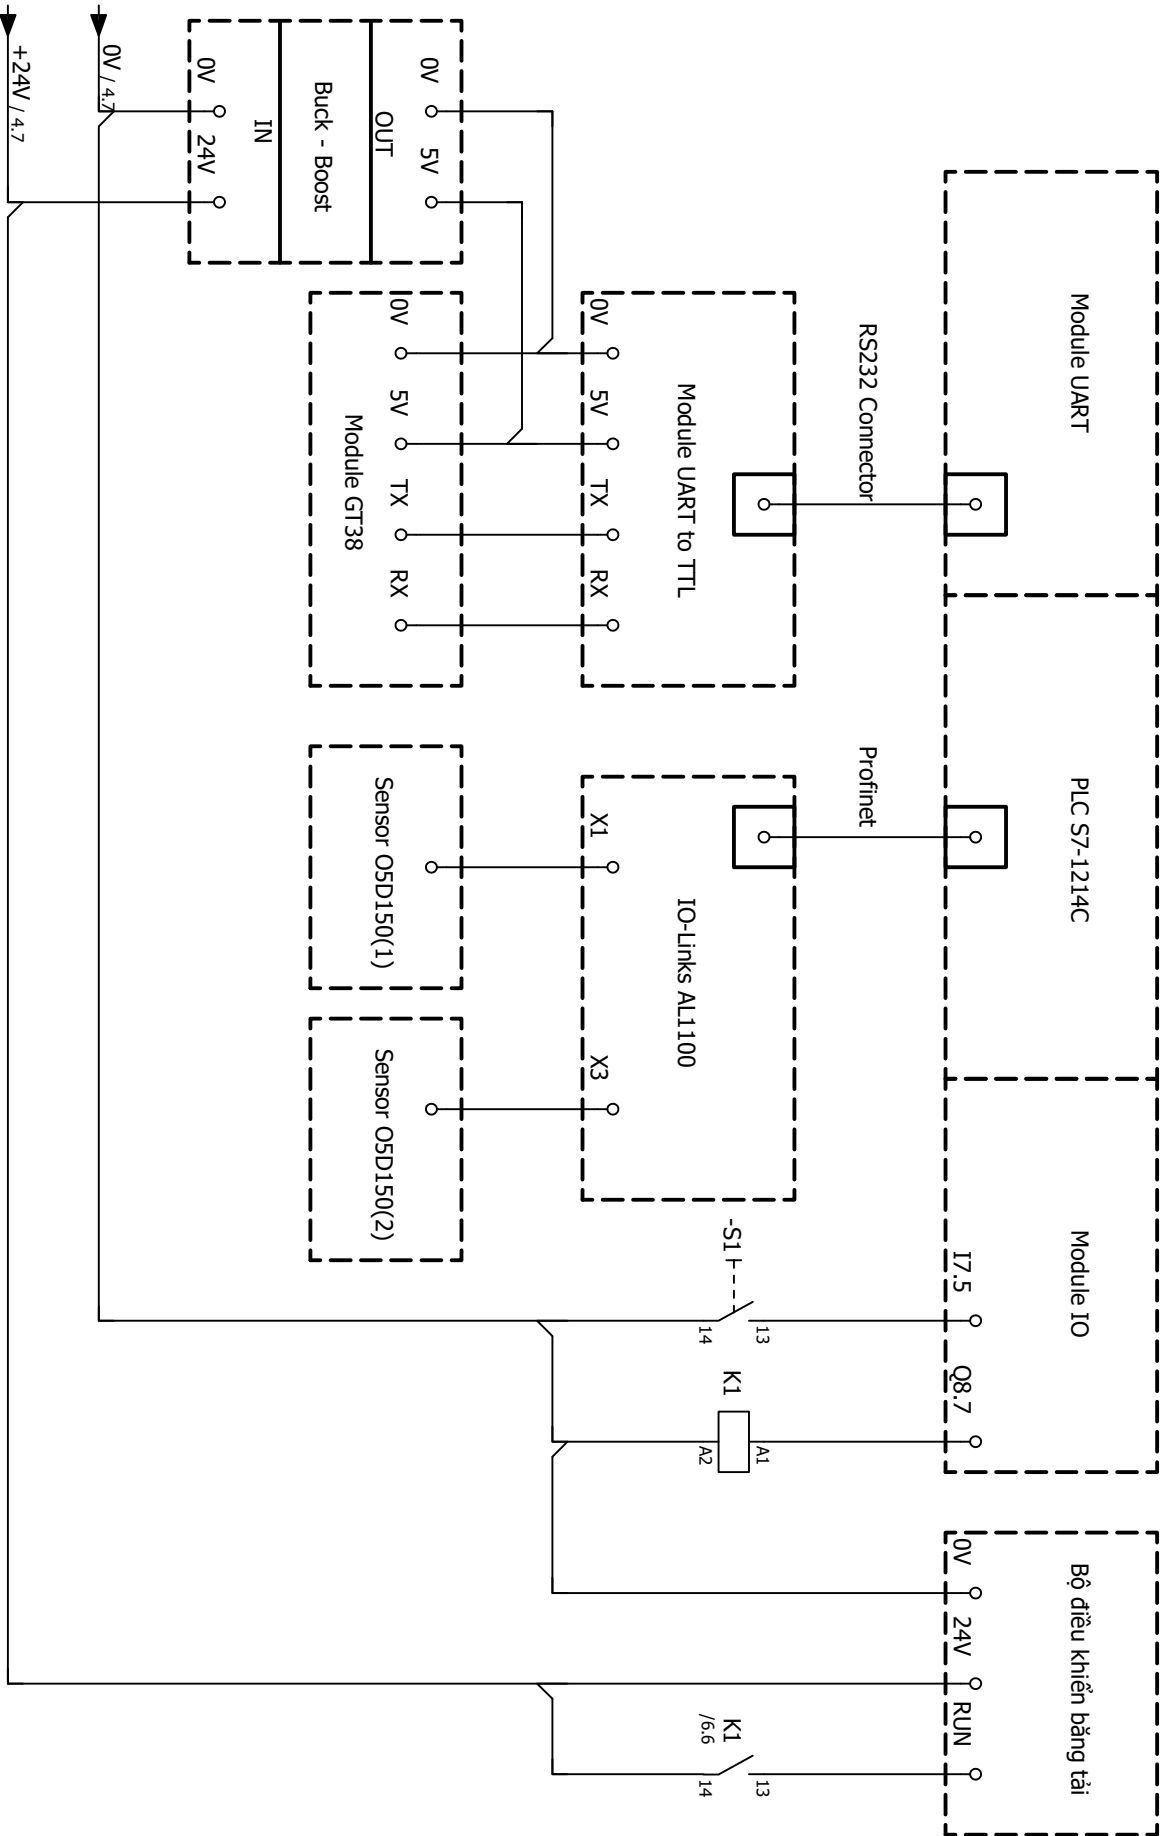 Module UART
PLC S7-1214C
Module IO
Bộ điều khiển băng tải
I7.5
Q8.7
0V
24V
RUN
RS232 Connector
Profinet
13
14
-S1
K1
A1
A2
K1
/6.6
13
14
Module UART to TTL
IO-Links AL1100
0V
5V
TX
RX
X1
X3
0V
5V
TX
RX
Module GT38
Sensor O5D150(1)
Sensor O5D150(2)
0V
5V
OUT
Buck - Boost
IN
0V
24V
0V / 4.7
+24V / 4.7